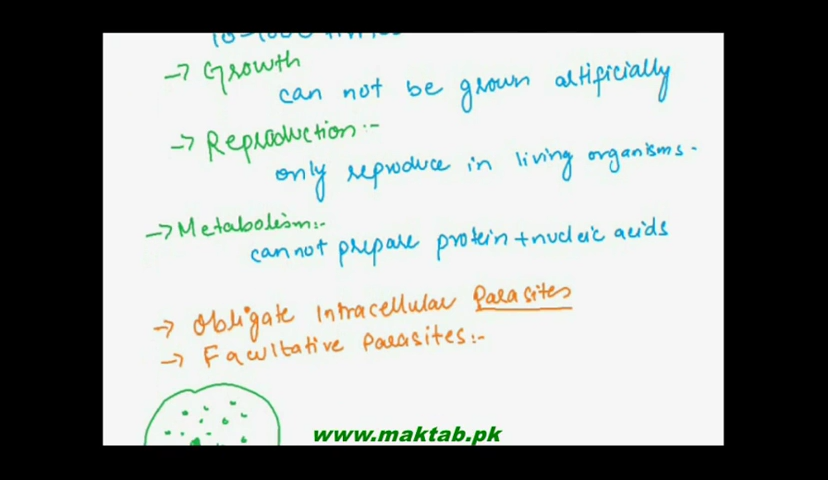 → Growth
can not be grown artificially
→ Reproduction:-
only reproduce in living organisms.
→ Metabolism:-
cannot prepare protein + nucleic acids
→ Obligate Intracellular Parasites
→ Facultative Parasites:-
www.maktab.pk